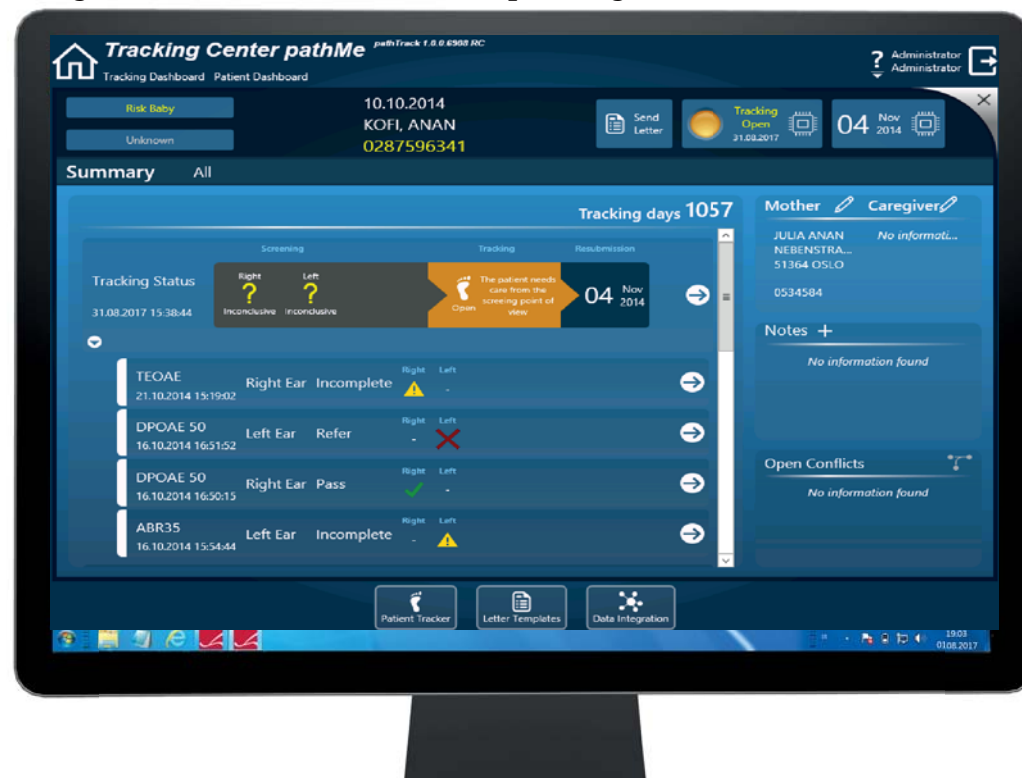 Tracking Center pathMe pathTrack 1.0.0.6908 RC
Tracking Dashboard Patient Dashboard
? Administrator
Administrator
Risk Baby
Unknown
10.10.2014
KOFI, ANAN
0287596341
Send
Letter
Tracking
Open
31.08.2017
04 Nov
2014
Summary All
Tracking days 1057
Screening Tracking Resubmission
Tracking Status
31.08.2017 15:38:44
Right Left
? ?
Inconclusive Inconclusive
Open
The patient needs
care from the
screeing point of
view
04 Nov
2014
TEOAE
21.10.2014 15:19:02
Right Ear Incomplete
Right Left
-
DPOAE 50
16.10.2014 16:51:52
Left Ear Refer
Right Left
-
DPOAE 50
16.10.2014 16:50:15
Right Ear Pass
Right Left
-
ABR35
16.10.2014 15:54:44
Left Ear Incomplete
Right Left
-
Mother Caregiver
JULIA ANAN No informati...
NEBENSTRA...
51364 OSLO
0534584
Notes +
No information found
Open Conflicts
No information found
Patient Tracker
Letter Templates
Data Integration
19:03
0108.2017